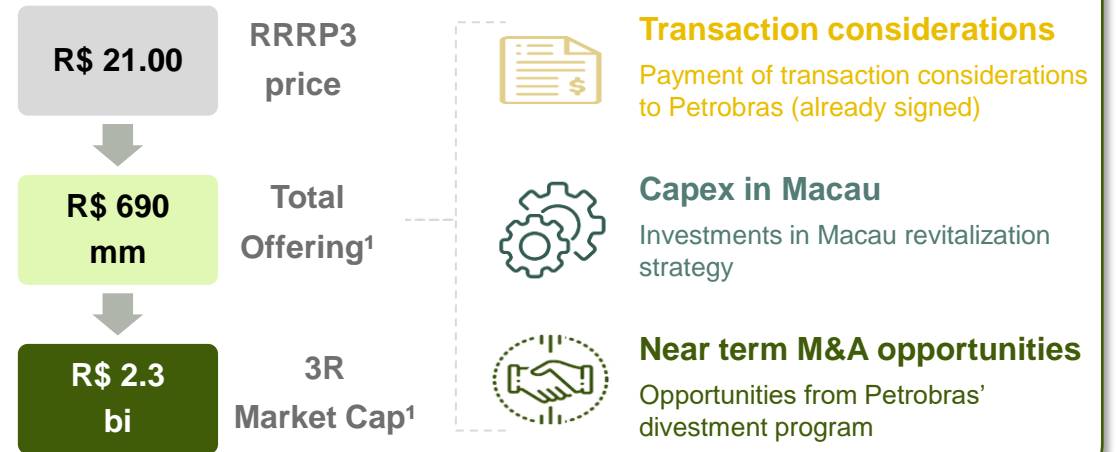 R$ 21.00
RRRP3
price
R$ 690
mm
Total
Offering¹
R$ 2.3
bi
3R
Market Cap¹
$
Transaction considerations
Payment of transaction considerations
to Petrobras (already signed)
Capex in Macau
Investments in Macau revitalization
strategy
Near term M&A opportunities
Opportunities from Petrobras’
divestment program